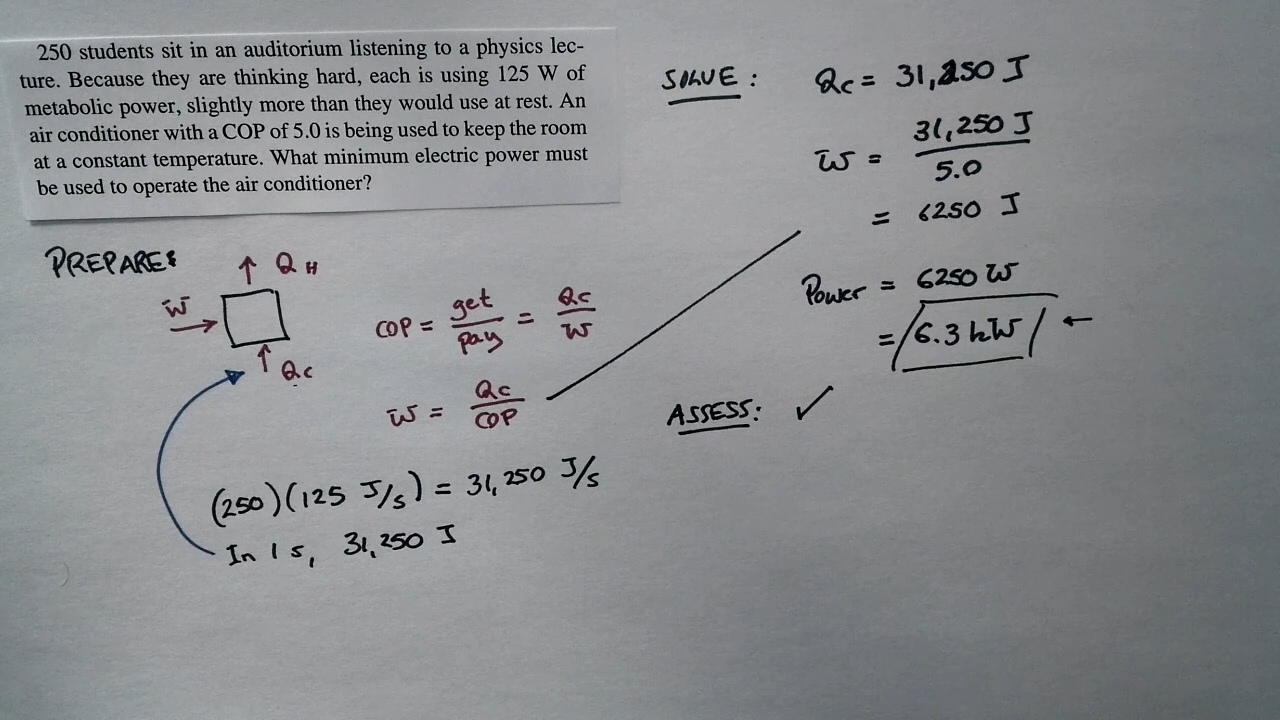 250 students sit in an auditorium listening to a physics lec-
ture. Because they are thinking hard, each is using 125 W of
metabolic power, slightly more than they would use at rest. An
air conditioner with a COP of 5.0 is being used to keep the room
at a constant temperature. What minimum electric power must
be used to operate the air conditioner?
PREPARE:
QH
W
QC
COP = get/pay = QC/W
W = QC/COP
(250)(125 J/s) = 31,250 J/s
In 1 s, 31,250 J
SOLVE:
QC = 31,250 J
W = 31,250 J/5.0
= 6250 J
Power = 6250 W
= 6.3 kW
ASSESS: ✓